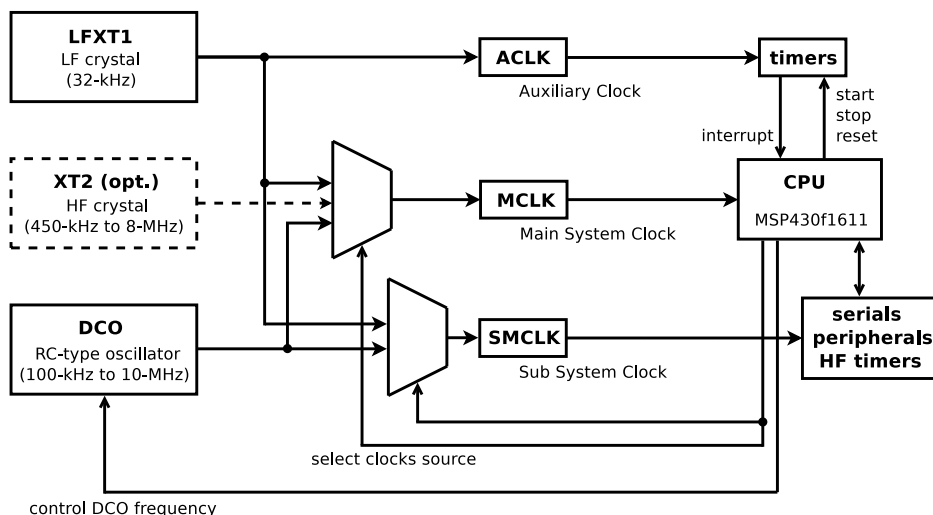 LFXT1
LF crystal
(32-kHz)
ACLK
Auxiliary Clock
timers
interrupt
start
stop
reset
XT2 (opt.)
HF crystal
(450-kHz to 8-MHz)
MCLK
Main System Clock
CPU
MSP430f1611
DCO
RC-type oscillator
(100-kHz to 10-MHz)
SMCLK
Sub System Clock
serials
peripherals
HF timers
select clocks source
control DCO frequency